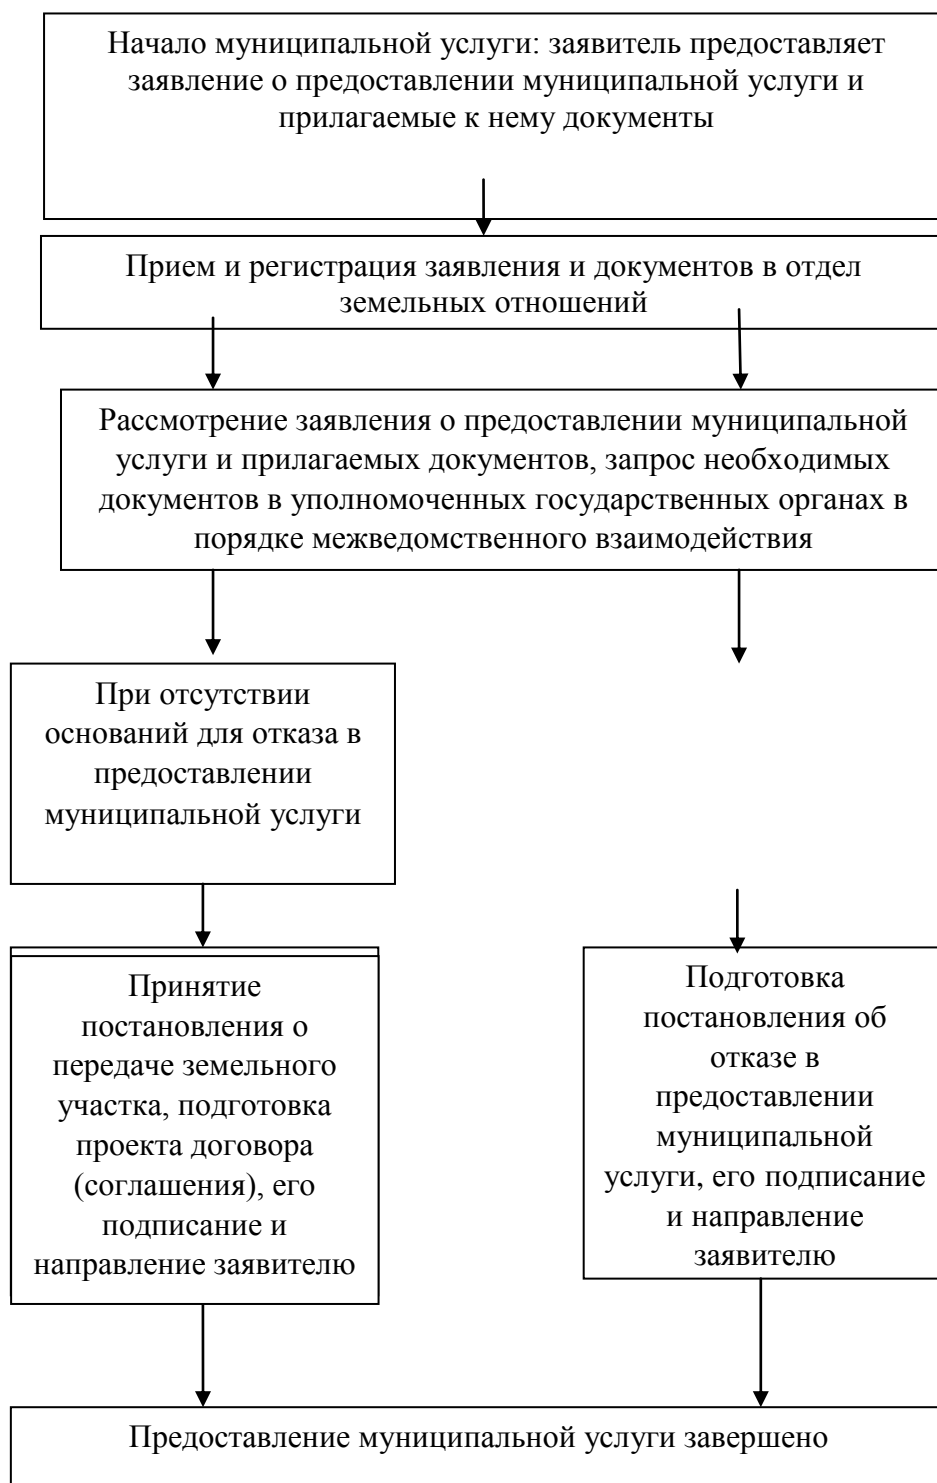 Начало муниципальной услуги: заявитель предоставляет
заявление о предоставлении муниципальной услуги и
прилагаемые к нему документы
Прием и регистрация заявления и документов в отдел
земельных отношений
Рассмотрение заявления о предоставлении муниципальной
услуги и прилагаемых документов, запрос необходимых
документов в уполномоченных государственных органах в
порядке межведомственного взаимодействия
При отсутствии
оснований для отказа в
предоставлении
муниципальной услуги
Принятие
постановления о
передаче земельного
участка, подготовка
проекта договора
(соглашения), его
подписание и
направление заявителю
Подготовка
постановления об
отказе в
предоставлении
муниципальной
услуги, его подписание
и направление
заявителю
Предоставление муниципальной услуги завершено